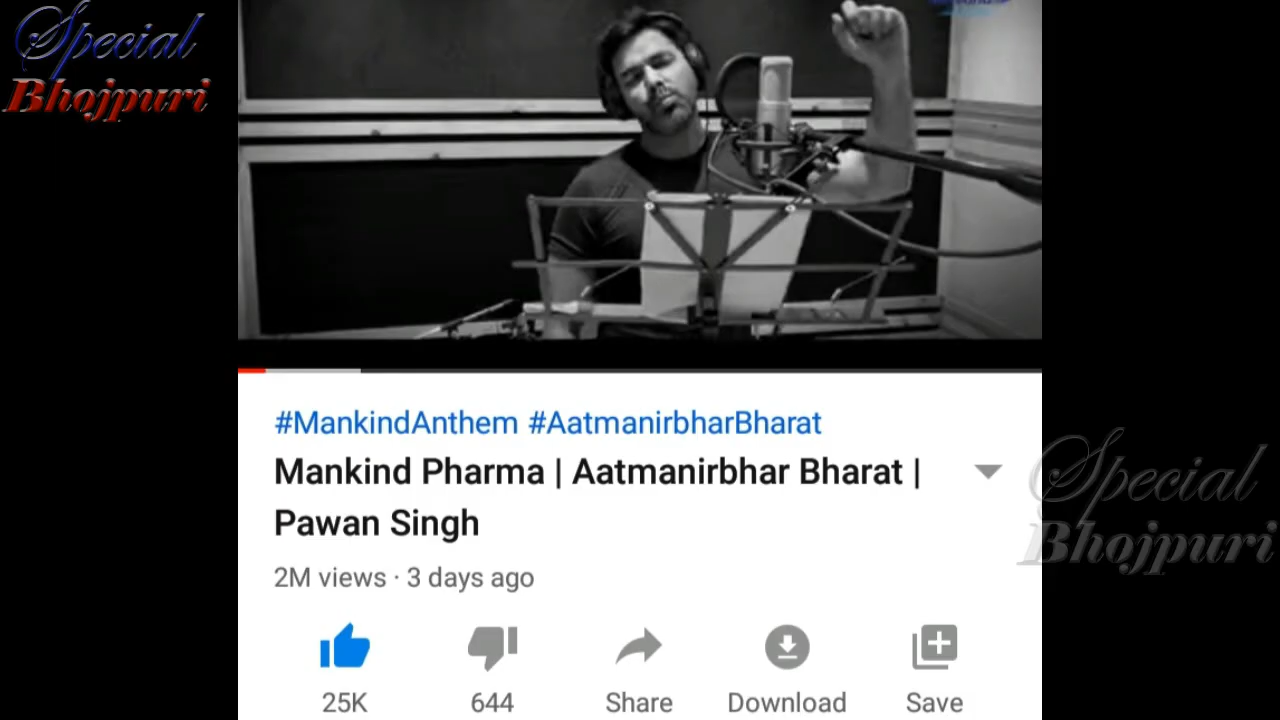 Special
Bhojpuri
#MankindAnthem #AatmanirbharBharat
Mankind Pharma | Aatmanirbhar Bharat |
Pawan Singh
2M views · 3 days ago
25K
644
Share
Download
Save
Special
Bhojpuri